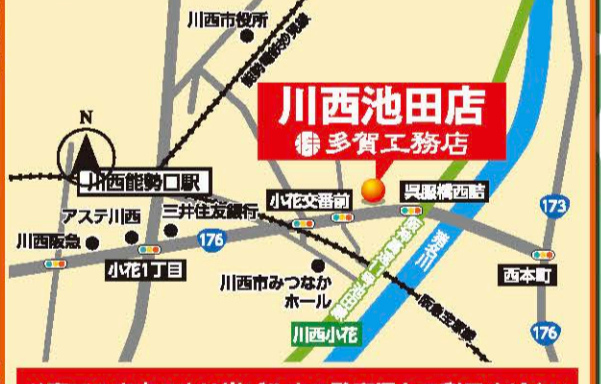 川西市役所
能勢電鉄妙見線
川西池田店
多賀工務店
N
川西能勢口駅
小花交番前
呉服橋西詰
アステ川西
三井住友銀行
川西阪急
176
小花1丁目
川西市みつなか
ホール
173
西本町
176
猪名川
川西小花
阪急宝塚線